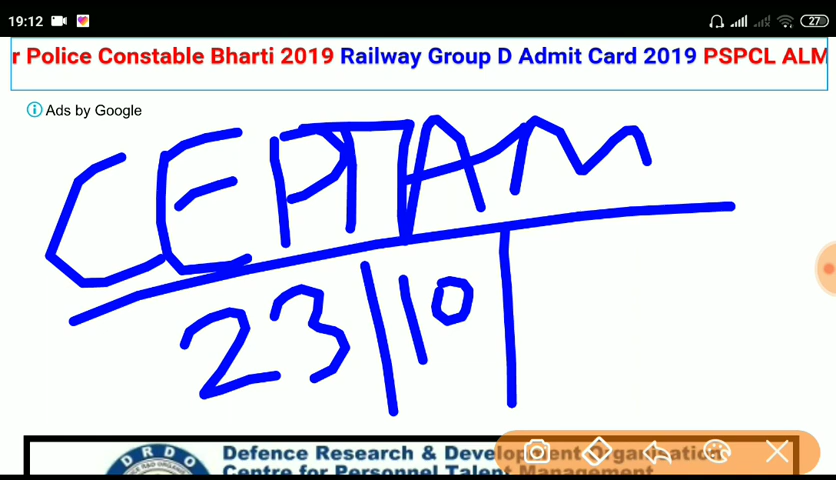 19:12 27
r Police Constable Bharti 2019 Railway Group D Admit Card 2019 PSPCL ALM
Ads by Google
CEPTAM
23/10/
DRDO
Defence Research & Development Organisation
Centre for Personnel Talent Management